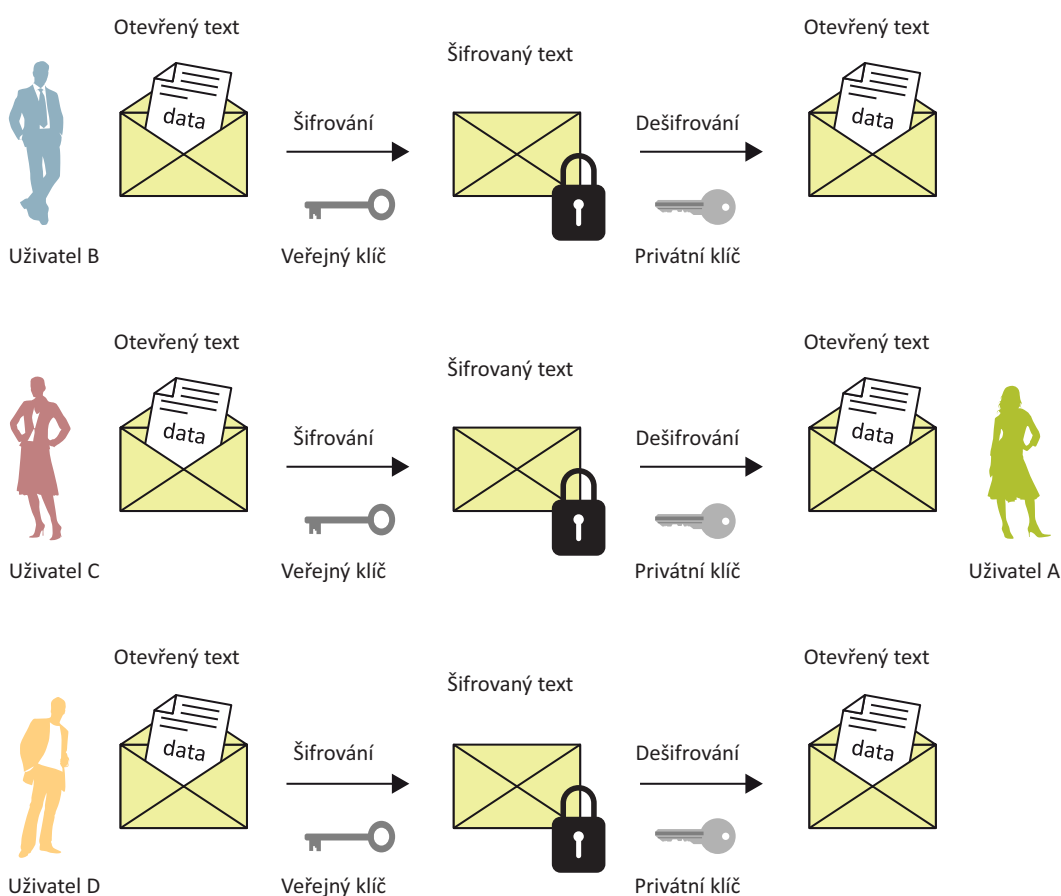 Otevřený text
Šifrovaný text
Otevřený text
data
Šifrování
Dešifrování
data
Uživatel B
Veřejný klíč
Privátní klíč
Otevřený text
Šifrovaný text
Otevřený text
data
Šifrování
Dešifrování
data
Uživatel C
Veřejný klíč
Privátní klíč
Uživatel A
Otevřený text
Šifrovaný text
Otevřený text
data
Šifrování
Dešifrování
data
Uživatel D
Veřejný klíč
Privátní klíč